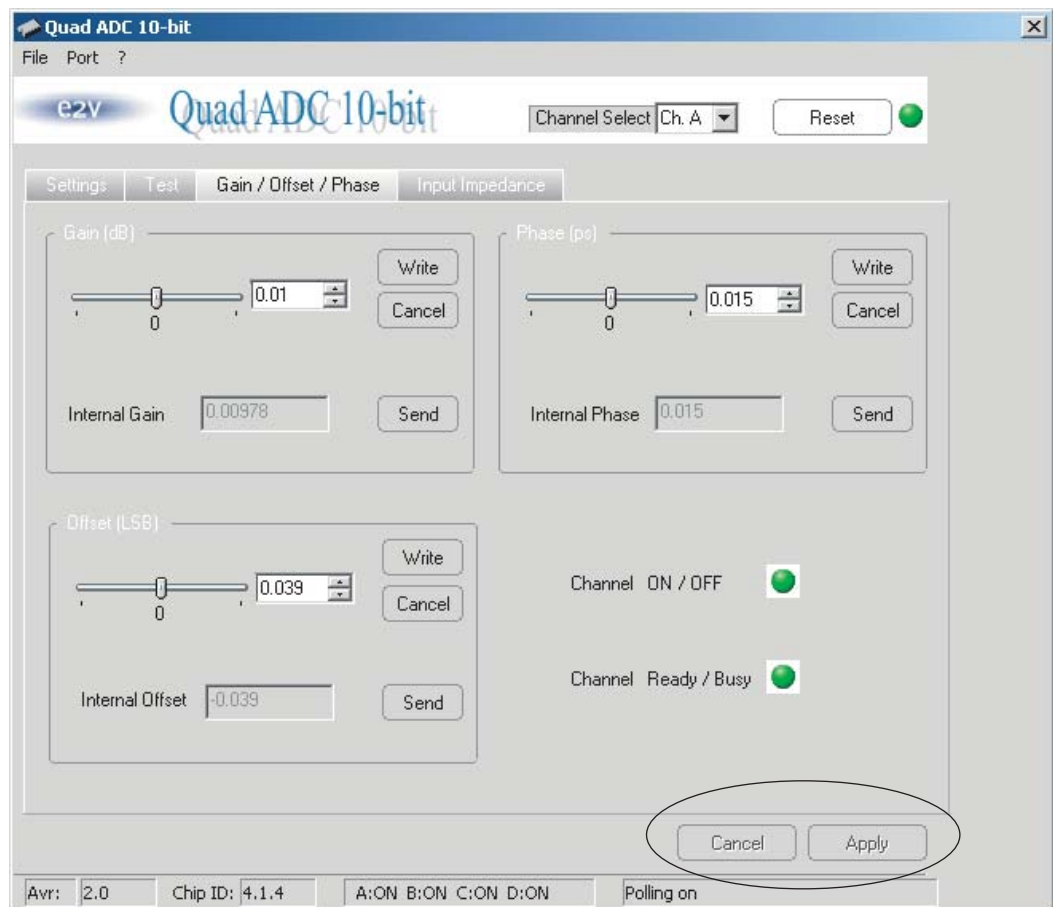 Quad ADC 10-bit
File Port ?
e2v Quad ADC 10-bit Channel Select Ch. A Reset
Settings Test Gain / Offset / Phase Input Impedance
Gain (dB)
Write
0.01
Cancel
0
Internal Gain 0.00978 Send
Phase (ps)
Write
0.015
Cancel
0
Internal Phase 0.015 Send
Offset (LSB)
Write
0.039
Cancel
0
Internal Offset -0.039 Send
Channel ON / OFF
Channel Ready / Busy
Cancel Apply
Avr: 2.0 Chip ID: 4.1.4 A:ON B:ON C:ON D:ON Polling on